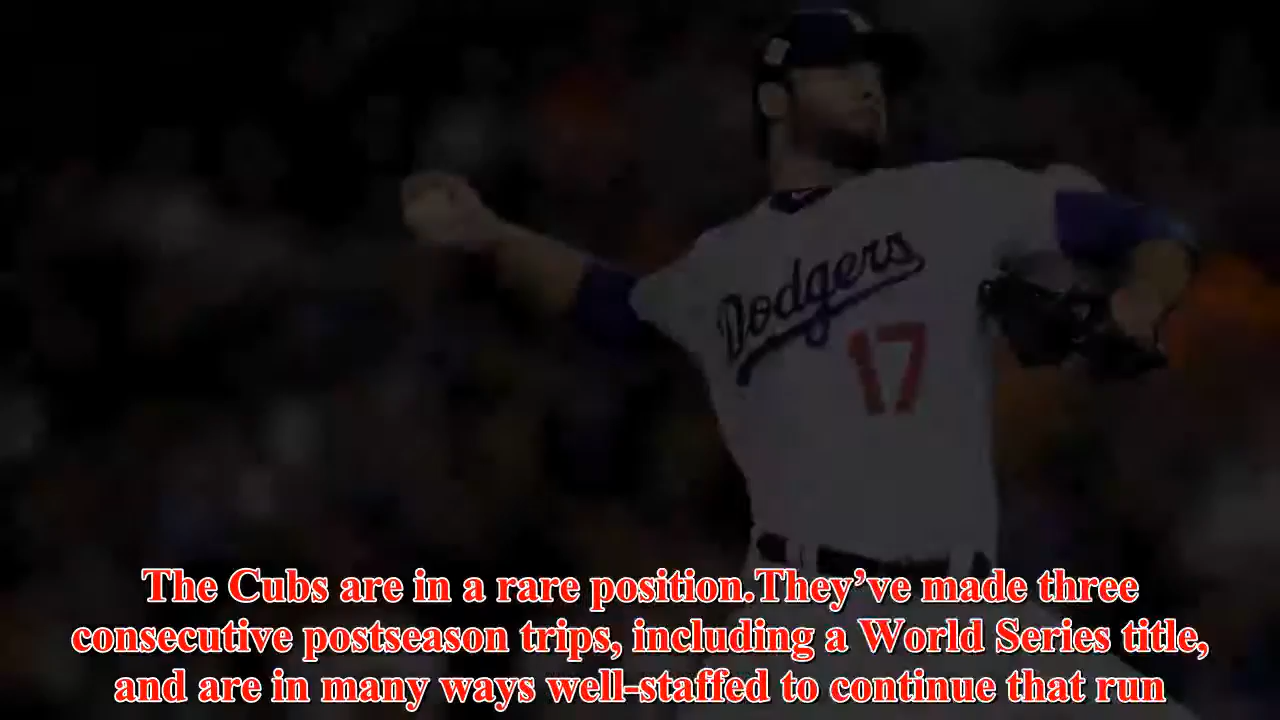 Dodgers
17
The Cubs are in a rare position.They’ve made three
consecutive postseason trips, including a World Series title,
and are in many ways well-staffed to continue that run